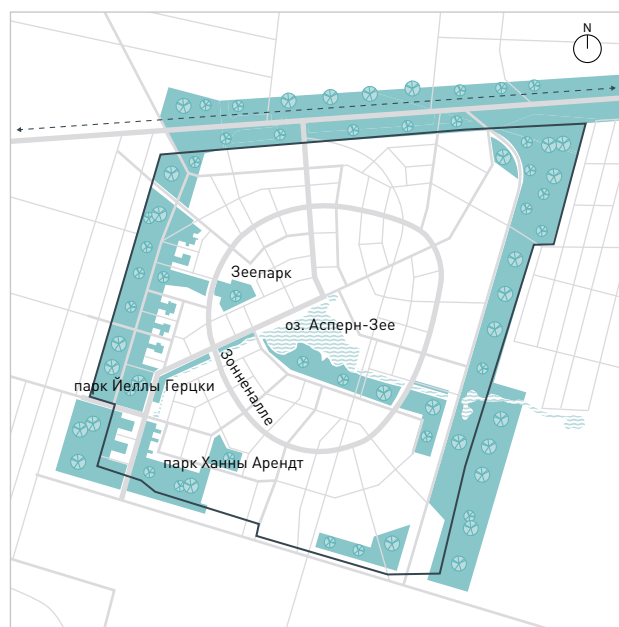 N
Зеепарк
оз. Асперн-Зее
Зонненалле
парк Йеллы Герцки
парк Ханны Арендт